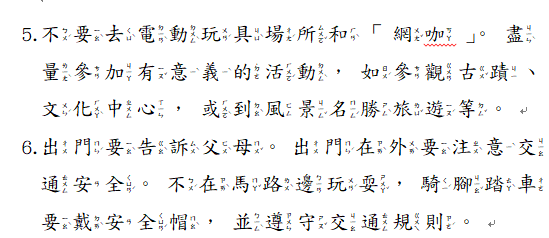 5.不要去電動玩具場所和「網咖」。盡
量參加有意義的活動,如參觀古蹟、
文化中心,或到風景名勝旅遊等。
6.出門要告訴父母。出門在外要注意交
通安全。不在馬路邊玩耍,騎腳踏車
要戴安全帽,並遵守交通規則。